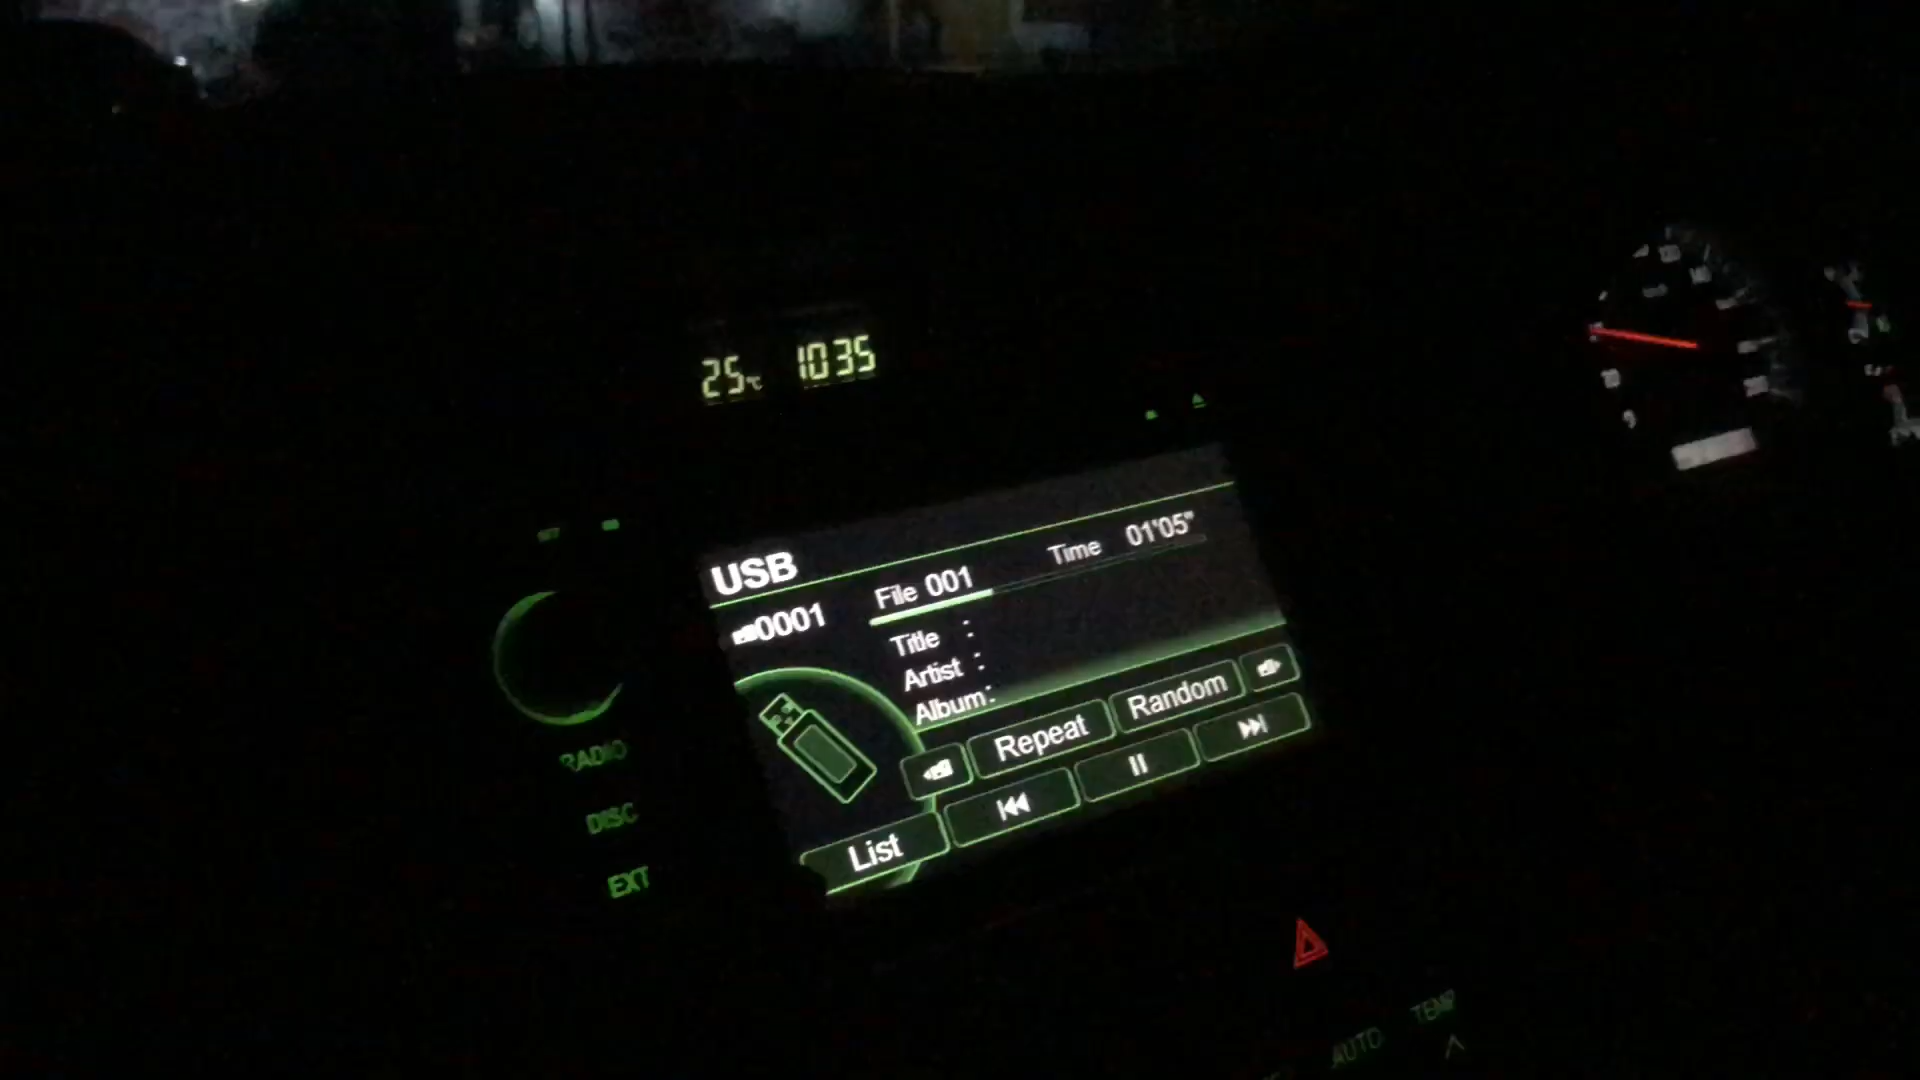 25°C 1035
USB
0001
File 001
Time 01'05"
Title :
Artist :
Album:
Repeat
Random
List
RADIO
DISC
EXT
AUTO
TEMP